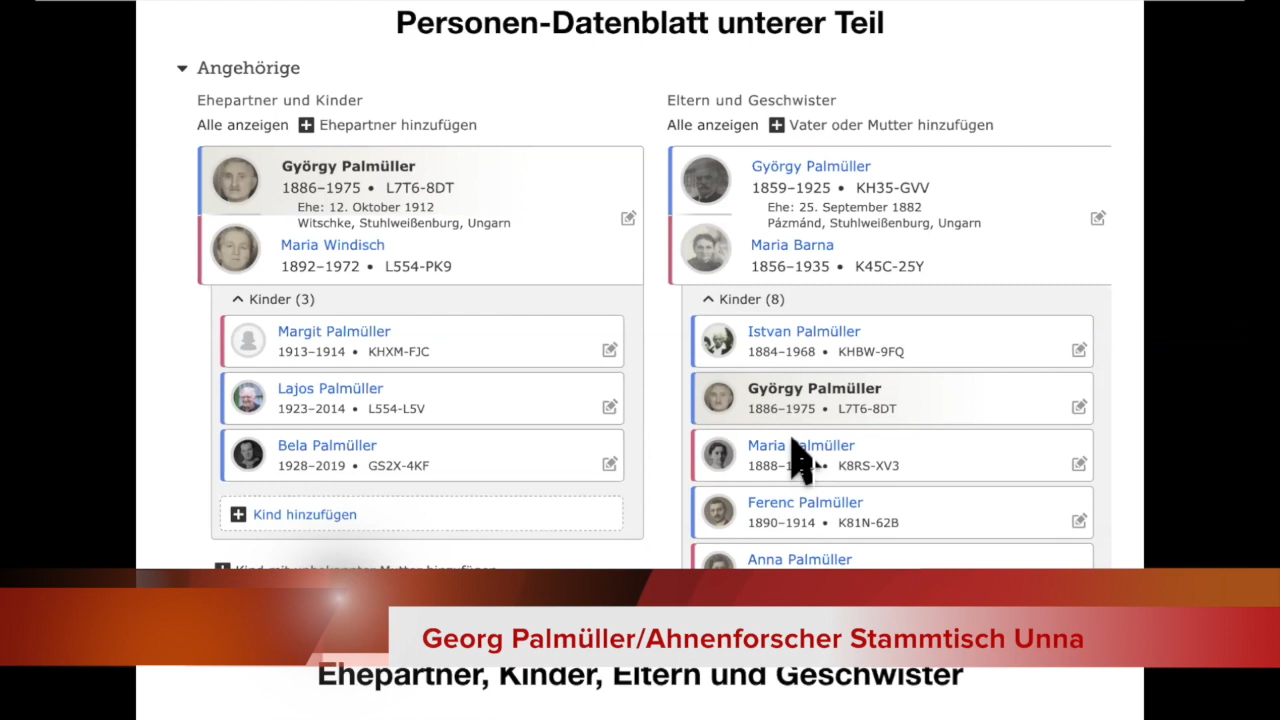 Personen-Datenblatt unterer Teil
Angehörige
Ehepartner und Kinder
Alle anzeigen Ehepartner hinzufügen
György Palmüller
1886–1975 • L7T6-8DT
Ehe: 12. Oktober 1912
Witschke, Stuhlweißenburg, Ungarn
Maria Windisch
1892–1972 • L554-PK9
Kinder (3)
Margit Palmüller
1913–1914 • KHXM-FJC
Lajos Palmüller
1923–2014 • L554-L5V
Bela Palmüller
1928–2019 • GS2X-4KF
Kind hinzufügen
Kind mit unbekannter Mutter hinzufügen
Eltern und Geschwister
Alle anzeigen Vater oder Mutter hinzufügen
György Palmüller
1859–1925 • KH35-GVV
Ehe: 25. September 1882
Pázmánd, Stuhlweißenburg, Ungarn
Maria Barna
1856–1935 • K45C-25Y
Kinder (8)
Istvan Palmüller
1884–1968 • KHBW-9FQ
György Palmüller
1886–1975 • L7T6-8DT
Maria Palmüller
K8RS-XV3
Ferenc Palmüller
1890–1914 • K81N-62B
Anna Palmüller
Georg Palmüller/Ahnenforscher Stammtisch Unna
Ehepartner, Kinder, Eltern und Geschwister